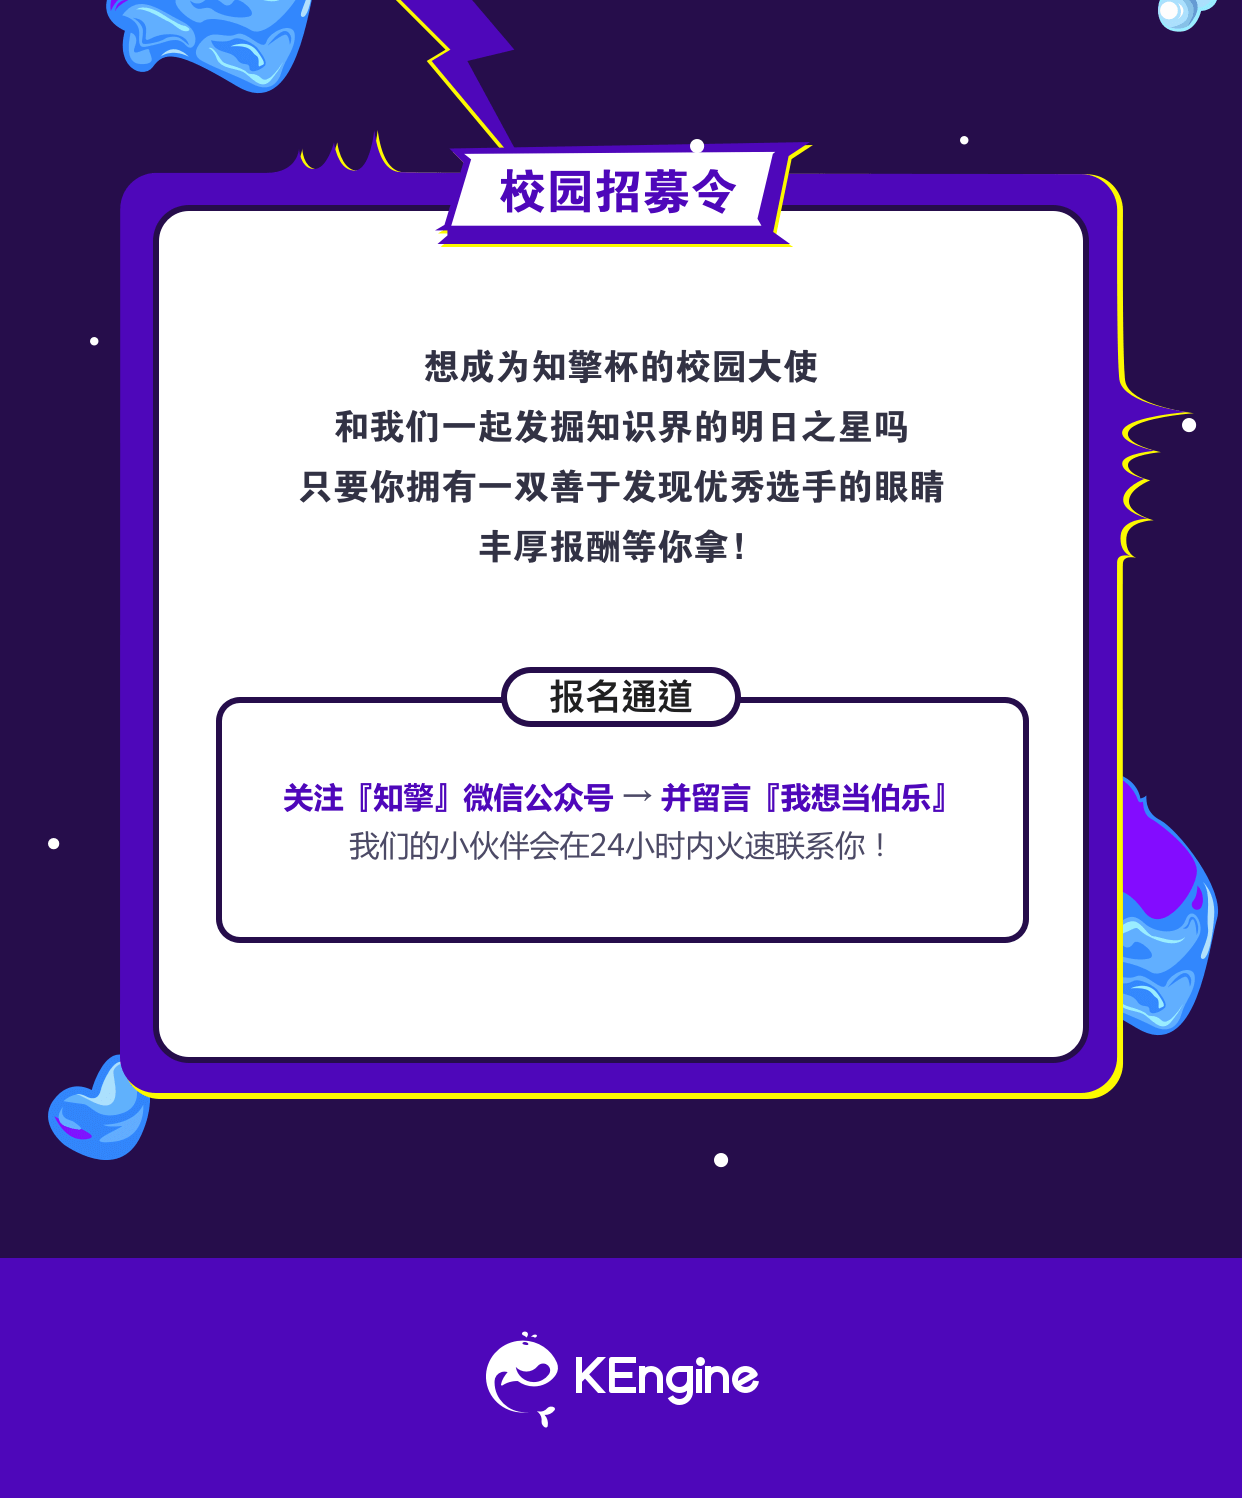 校园招募令
想成为知擎杯的校园大使
和我们一起发掘知识界的明日之星吗
只要你拥有一双善于发现优秀选手的眼睛
丰厚报酬等你拿！
报名通道
关注『知擎』微信公众号 → 并留言『我想当伯乐』
我们的小伙伴会在24小时内火速联系你！
KEngine